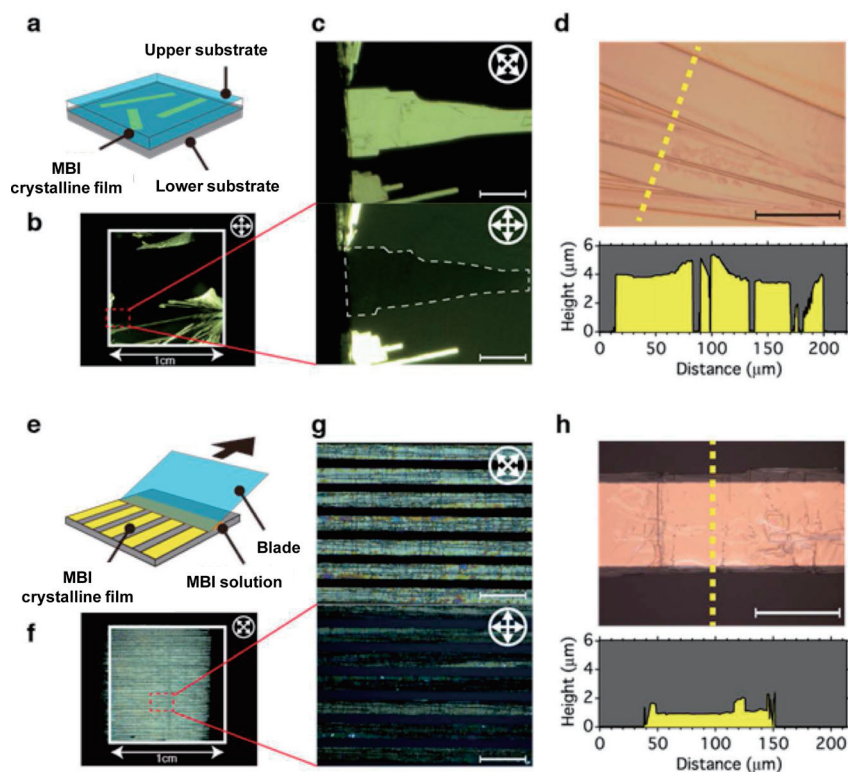 a
Upper substrate
MBI
crystalline film
Lower substrate
b
1cm
c
d
Height (μm)
6
4
2
0
0 50 100 150 200
Distance (μm)
e
Blade
MBI
crystalline film
MBI solution
f
1cm
g
h
Height (μm)
6
4
2
0
0 50 100 150 200
Distance (μm)